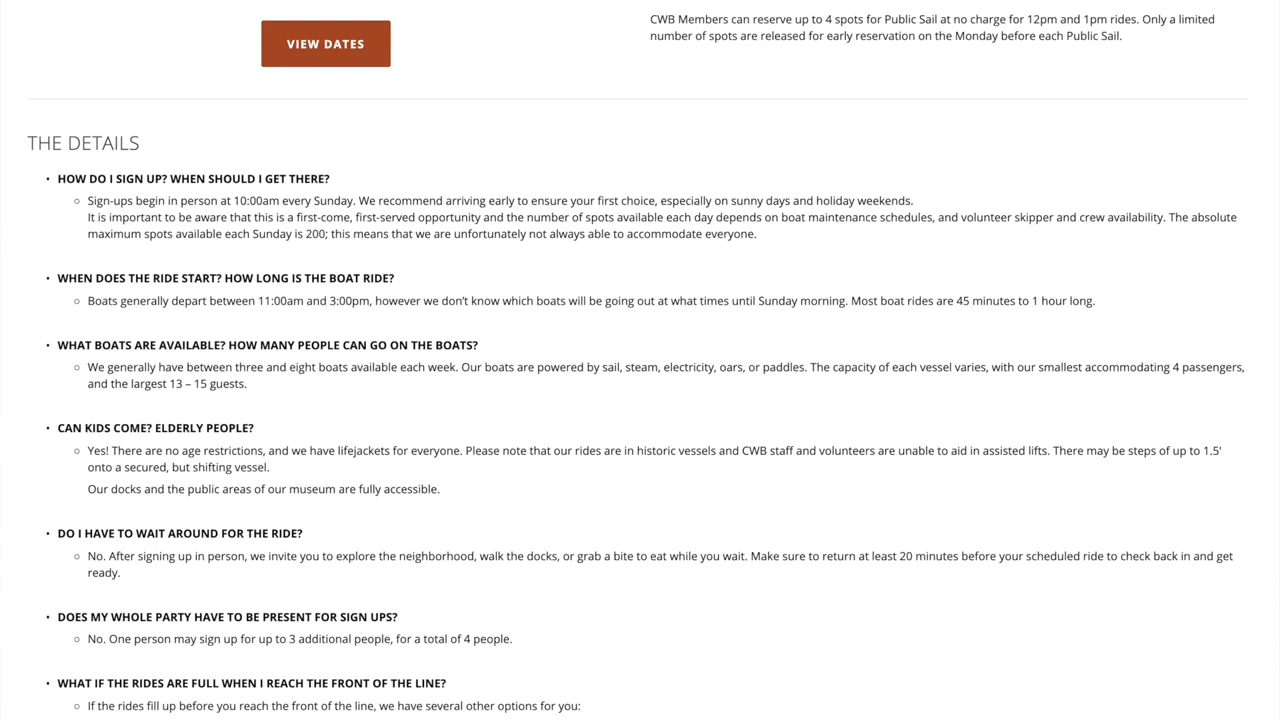 CWB Members can reserve up to 4 spots for Public Sail at no charge for 12pm and 1pm rides. Only a limited
number of spots are released for early reservation on the Monday before each Public Sail.
VIEW DATES
THE DETAILS
• HOW DO I SIGN UP? WHEN SHOULD I GET THERE?
○ Sign-ups begin in person at 10:00am every Sunday. We recommend arriving early to ensure your first choice, especially on sunny days and holiday weekends.
It is important to be aware that this is a first-come, first-served opportunity and the number of spots available each day depends on boat maintenance schedules, and volunteer skipper and crew availability. The absolute
maximum spots available each Sunday is 200; this means that we are unfortunately not always able to accommodate everyone.
• WHEN DOES THE RIDE START? HOW LONG IS THE BOAT RIDE?
○ Boats generally depart between 11:00am and 3:00pm, however we don’t know which boats will be going out at what times until Sunday morning. Most boat rides are 45 minutes to 1 hour long.
• WHAT BOATS ARE AVAILABLE? HOW MANY PEOPLE CAN GO ON THE BOATS?
○ We generally have between three and eight boats available each week. Our boats are powered by sail, steam, electricity, oars, or paddles. The capacity of each vessel varies, with our smallest accommodating 4 passengers,
and the largest 13 – 15 guests.
• CAN KIDS COME? ELDERLY PEOPLE?
○ Yes! There are no age restrictions, and we have lifejackets for everyone. Please note that our rides are in historic vessels and CWB staff and volunteers are unable to aid in assisted lifts. There may be steps of up to 1.5'
onto a secured, but shifting vessel.
Our docks and the public areas of our museum are fully accessible.
• DO I HAVE TO WAIT AROUND FOR THE RIDE?
○ No. After signing up in person, we invite you to explore the neighborhood, walk the docks, or grab a bite to eat while you wait. Make sure to return at least 20 minutes before your scheduled ride to check back in and get
ready.
• DOES MY WHOLE PARTY HAVE TO BE PRESENT FOR SIGN UPS?
○ No. One person may sign up for up to 3 additional people, for a total of 4 people.
• WHAT IF THE RIDES ARE FULL WHEN I REACH THE FRONT OF THE LINE?
○ If the rides fill up before you reach the front of the line, we have several other options for you: